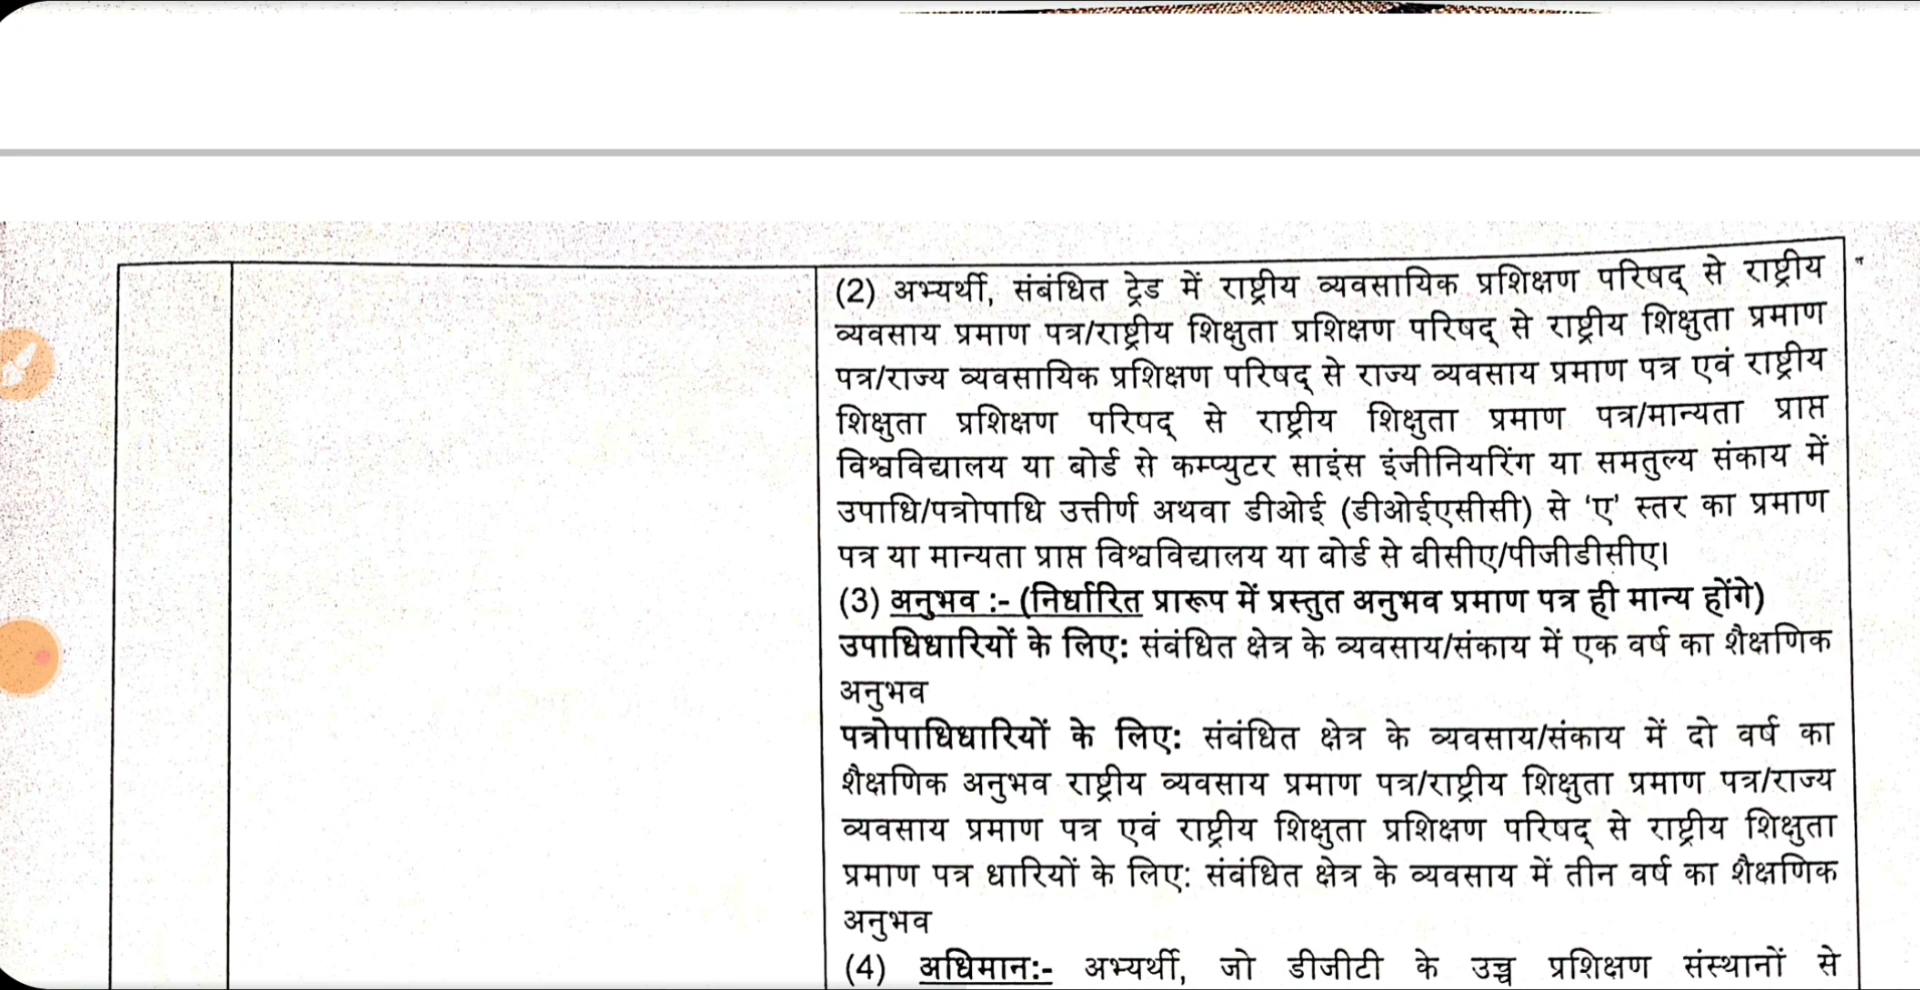 (2) अभ्यर्थी, संबंधित ट्रेड में राष्ट्रीय व्यवसायिक प्रशिक्षण परिषद् से राष्ट्रीय
व्यवसाय प्रमाण पत्र/राष्ट्रीय शिक्षुता प्रशिक्षण परिषद् से राष्ट्रीय शिक्षुता प्रमाण
पत्र/राज्य व्यवसायिक प्रशिक्षण परिषद् से राज्य व्यवसाय प्रमाण पत्र एवं राष्ट्रीय
शिक्षुता प्रशिक्षण परिषद् से राष्ट्रीय शिक्षुता प्रमाण पत्र/मान्यता प्राप्त
विश्वविद्यालय या बोर्ड से कम्प्युटर साइंस इंजीनियरिंग या समतुल्य संकाय में
उपाधि/पत्रोपाधि उत्तीर्ण अथवा डीओई (डीओईएसीसी) से 'ए' स्तर का प्रमाण
पत्र या मान्यता प्राप्त विश्वविद्यालय या बोर्ड से बीसीए/पीजीडीसीए।
(3) अनुभव :- (निर्धारित प्रारूप में प्रस्तुत अनुभव प्रमाण पत्र ही मान्य होंगे)
उपाधिधारियों के लिए: संबंधित क्षेत्र के व्यवसाय/संकाय में एक वर्ष का शैक्षणिक
अनुभव
पत्रोपाधिधारियों के लिए: संबंधित क्षेत्र के व्यवसाय/संकाय में दो वर्ष का
शैक्षणिक अनुभव राष्ट्रीय व्यवसाय प्रमाण पत्र/राष्ट्रीय शिक्षुता प्रमाण पत्र/राज्य
व्यवसाय प्रमाण पत्र एवं राष्ट्रीय शिक्षुता प्रशिक्षण परिषद् से राष्ट्रीय शिक्षुता
प्रमाण पत्र धारियों के लिए: संबंधित क्षेत्र के व्यवसाय में तीन वर्ष का शैक्षणिक
अनुभव
(4) अधिमान:- अभ्यर्थी, जो डीजीटी के उच्च प्रशिक्षण संस्थानों से